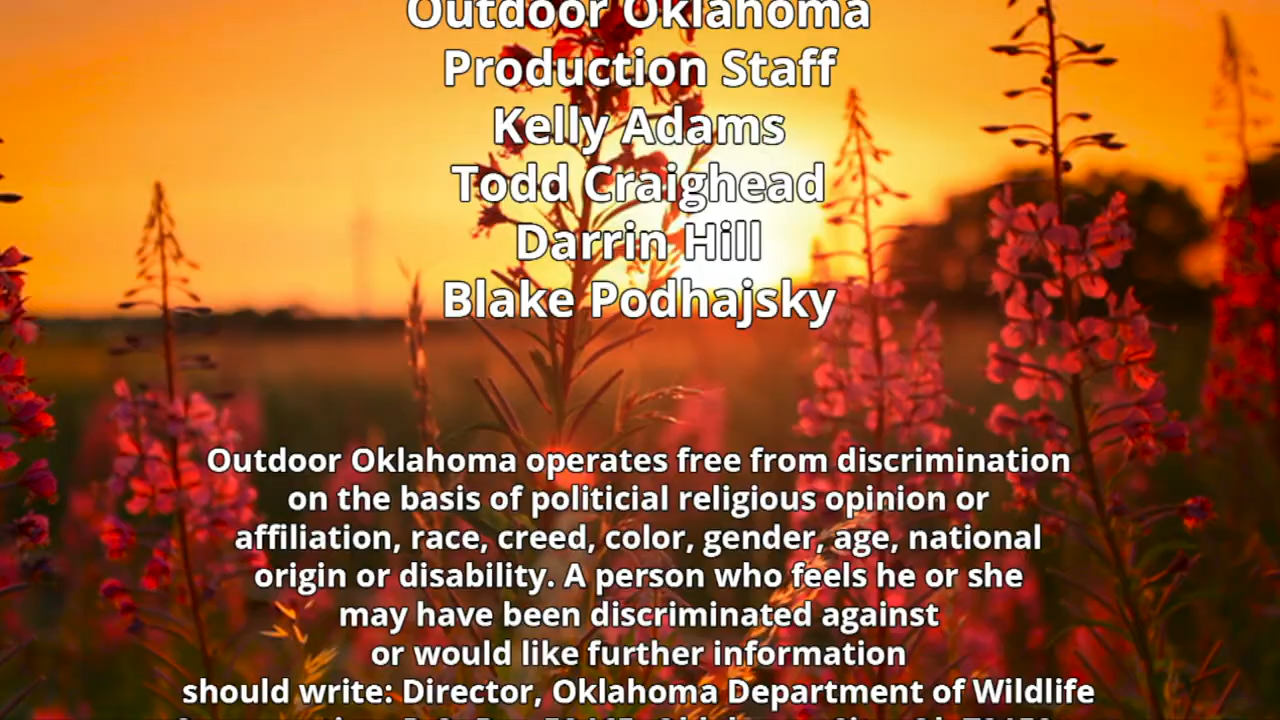 Outdoor Oklahoma
Production Staff
Kelly Adams
Todd Craighead
Darrin Hill
Blake Podhajsky
Outdoor Oklahoma operates free from discrimination
on the basis of politicial religious opinion or
affiliation, race, creed, color, gender, age, national
origin or disability. A person who feels he or she
may have been discriminated against
or would like further information
should write: Director, Oklahoma Department of Wildlife